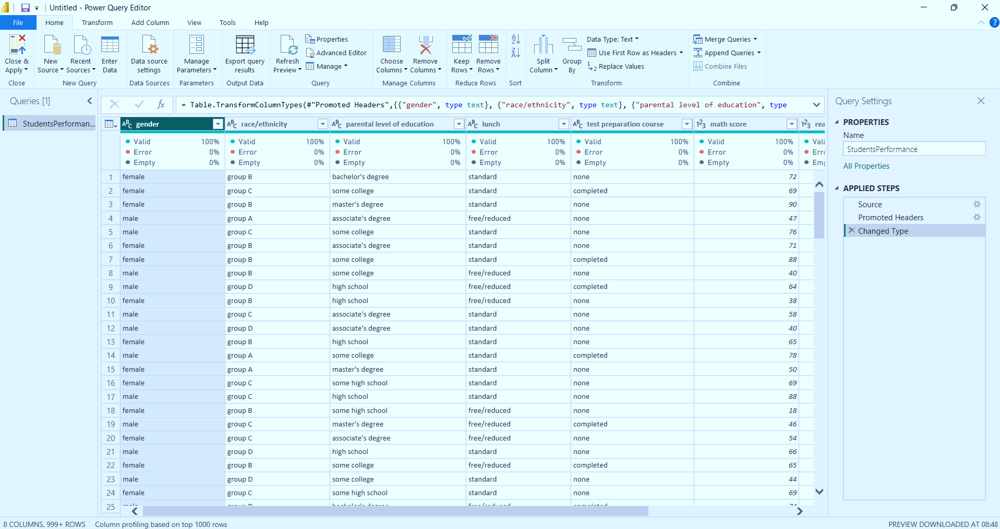 Untitled - Power Query Editor
File Home Transform Add Column View Tools Help
Close & Apply
Close
New Source
Recent Sources
Enter Data
New Query
Data source settings
Data Sources
Manage Parameters
Parameters
Export query results
Output Data
Refresh Preview
Properties
Advanced Editor
Manage
Query
Choose Columns
Remove Columns
Manage Columns
Keep Rows
Remove Rows
Reduce Rows
Sort
Split Column
Group By
Data Type: Text
Use First Row as Headers
Replace Values
Transform
Merge Queries
Append Queries
Combine Files
Combine
Queries [1]
StudentsPerforman...
fx = Table.TransformColumnTypes(#"Promoted Headers",{{"gender", type text}, {"race/ethnicity", type text}, {"parental level of education", type
ABC gender ABC race/ethnicity ABC parental level of education ABC lunch ABC test preparation course 123 math score 123 rea
Valid 100% Valid 100% Valid 100% Valid 100% Valid 100% Valid 100% Vali
Error 0% Error 0% Error 0% Error 0% Error 0% Error 0% Erro
Empty 0% Empty 0% Empty 0% Empty 0% Empty 0% Empty 0% Emp
1 female group B bachelor's degree standard none 72
2 female group C some college standard completed 69
3 female group B master's degree standard none 90
4 male group A associate's degree free/reduced none 47
5 male group C some college standard none 76
6 female group B associate's degree standard none 71
7 female group B some college standard completed 88
8 male group B some college free/reduced none 40
9 male group D high school free/reduced completed 64
10 female group B high school free/reduced none 38
11 male group C associate's degree standard none 58
12 male group D associate's degree standard none 40
13 female group B high school standard none 65
14 male group A some college standard completed 78
15 female group A master's degree standard none 50
16 female group C some high school standard none 69
17 male group C high school standard none 88
18 female group B some high school free/reduced none 18
19 male group C master's degree free/reduced completed 46
20 female group C associate's degree free/reduced none 54
21 male group D high school standard none 66
22 female group B some college free/reduced completed 65
23 male group D some college standard none 44
24 female group C some high school standard none 69
25
Query Settings
PROPERTIES
Name
StudentsPerformance
All Properties
APPLIED STEPS
Source
Promoted Headers
Changed Type
8 COLUMNS, 999+ ROWS Column profiling based on top 1000 rows
PREVIEW DOWNLOADED AT 08:48